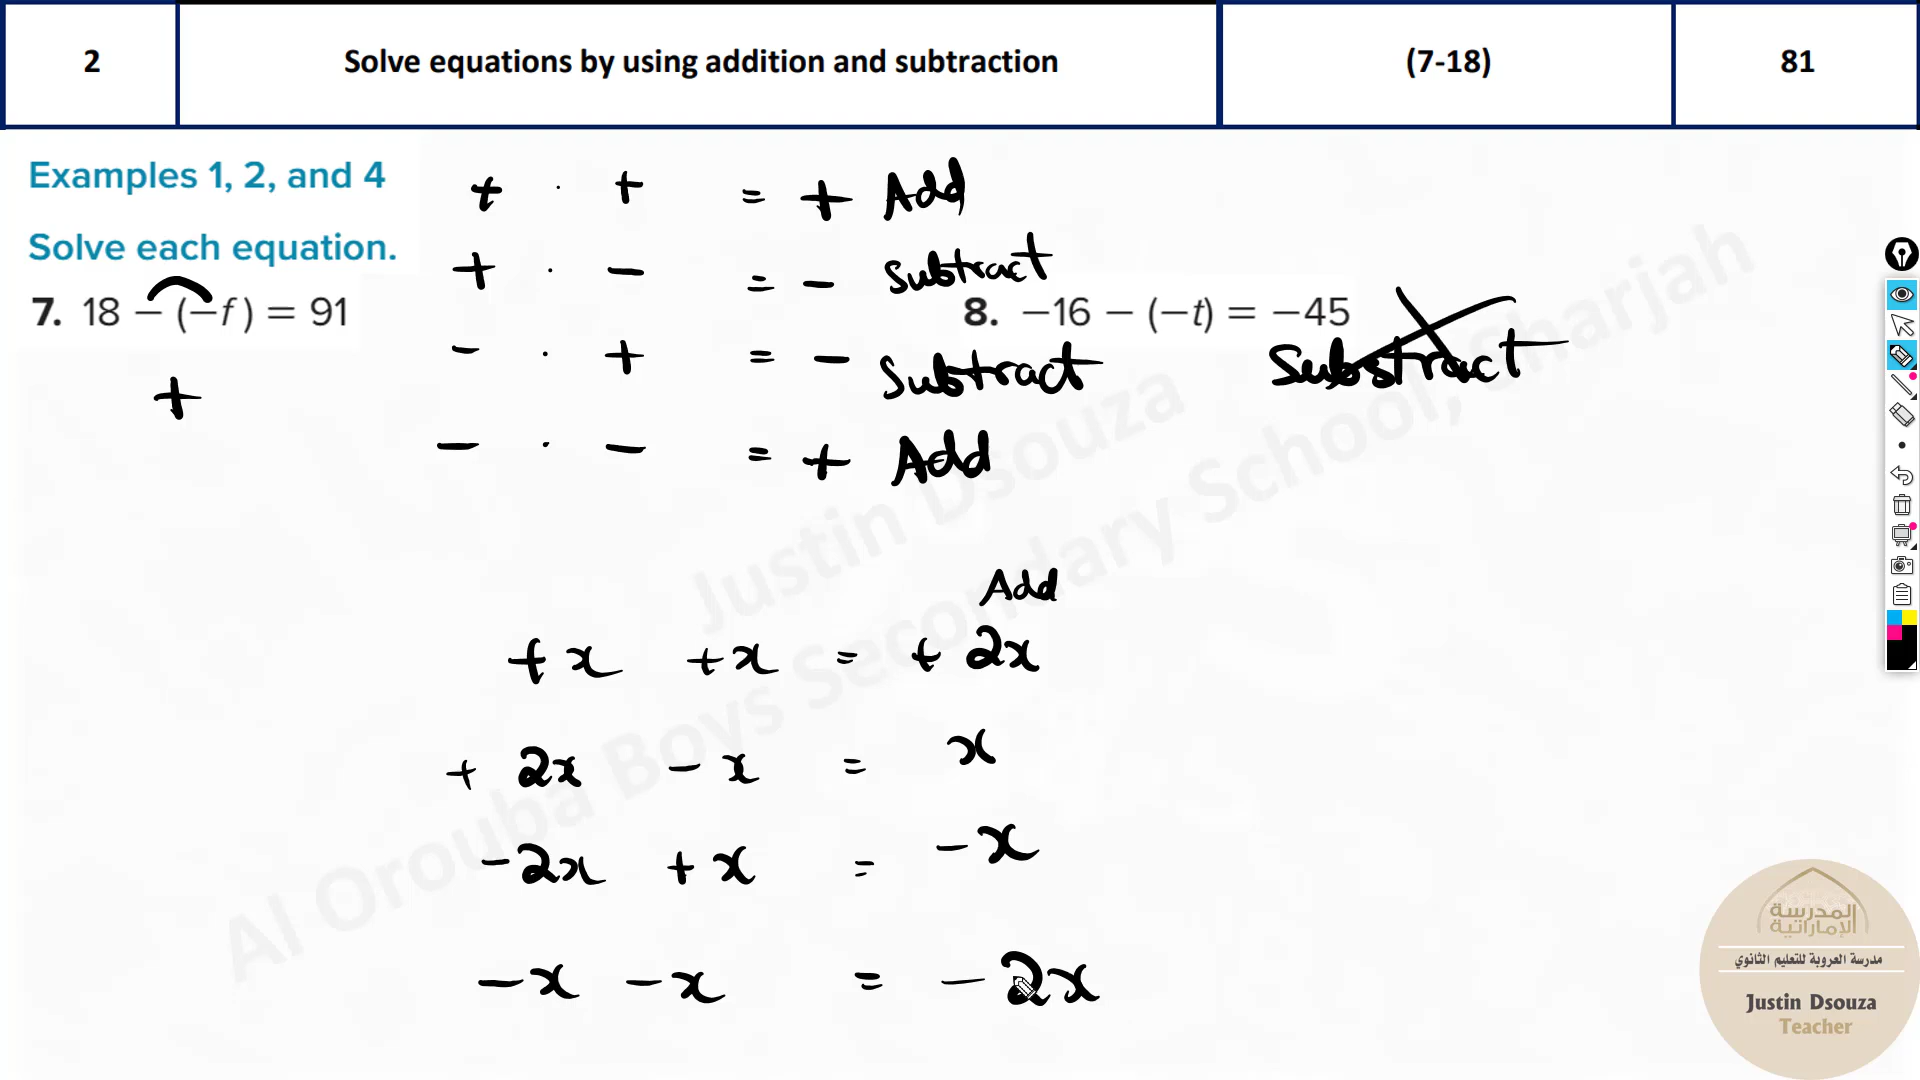 2 Solve equations by using addition and subtraction (7-18) 81
Examples 1, 2, and 4
Solve each equation.
7. 18 − (−f) = 91
+
+ · + = + Add
+ · − = − Subtract
− · + = − Subtract
− · − = + Add
8. −16 − (−t) = −45
Substract
Add
+x +x = + 2x
+ 2x − x = x
−2x + x = −x
−x −x = −2x
Justin Dsouza
Al Orouba Boys Secondary School, Sharjah
المدرسة
الإماراتية
مدرسة العروبة للتعليم الثانوي
Justin Dsouza
Teacher